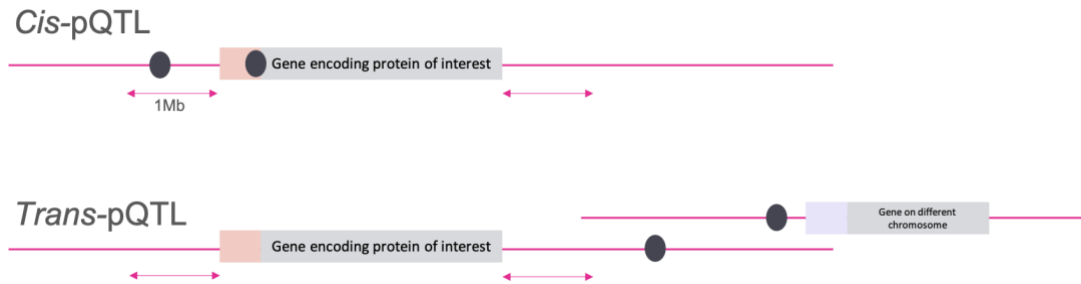 Cis-pQTL
Gene encoding protein of interest
1Mb
Trans-pQTL
Gene on different
chromosome
Gene encoding protein of interest